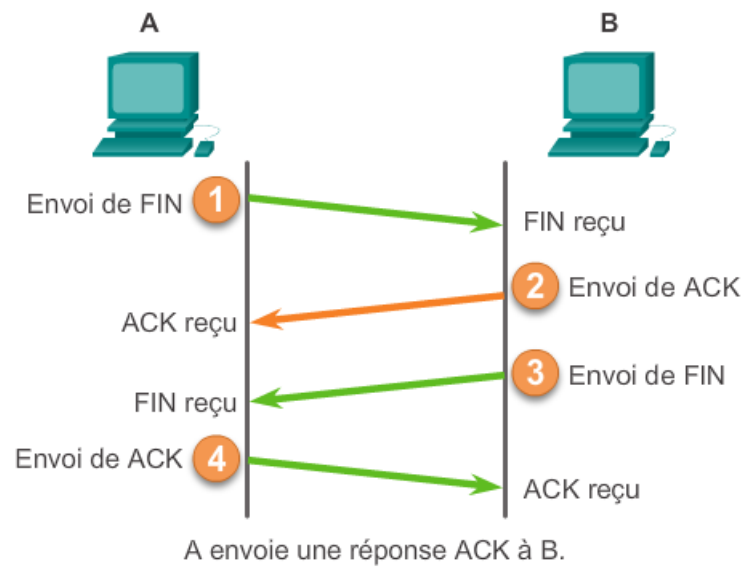 A
B
Envoi de FIN 1
FIN reçu
2 Envoi de ACK
ACK reçu
3 Envoi de FIN
FIN reçu
Envoi de ACK 4
ACK reçu
A envoie une réponse ACK à B.